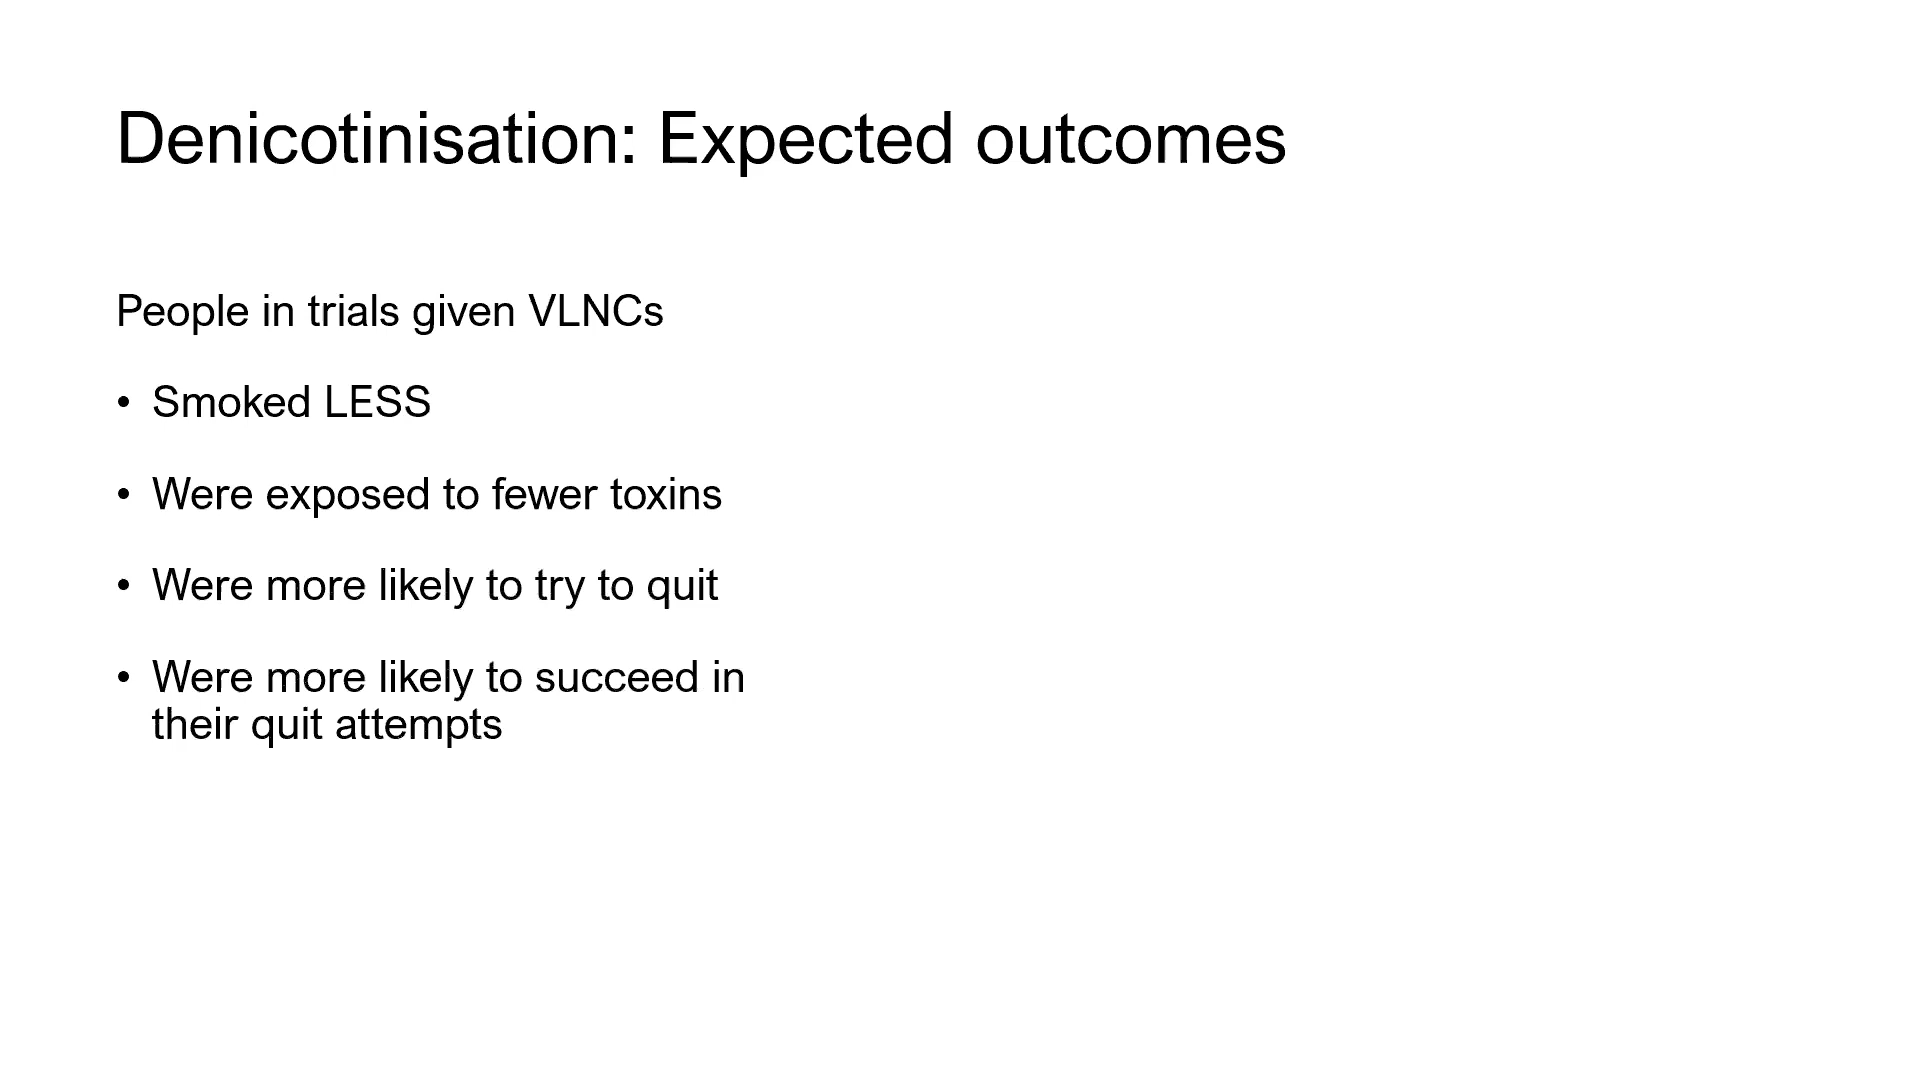 Denicotinisation: Expected outcomes
People in trials given VLNCs
• Smoked LESS
• Were exposed to fewer toxins
• Were more likely to try to quit
• Were more likely to succeed in
their quit attempts